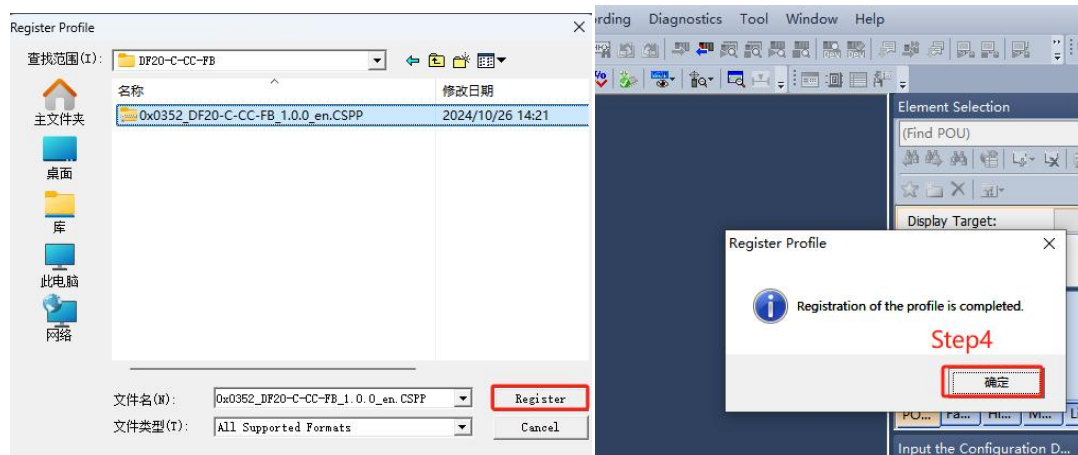 Register Profile
查找范围(I):
DF20-C-CC-FB
名称
修改日期
0x0352_DF20-C-CC-FB_1.0.0_en.CSPP
2024/10/26 14:21
主文件夹
桌面
库
此电脑
网络
文件名(N):
0x0352_DF20-C-CC-FB_1.0.0_en.CSPP
Register
文件类型(T):
All Supported Formats
Cancel
rding Diagnostics Tool Window Help
Element Selection
(Find POU)
Display Target:
Register Profile
Registration of the profile is completed.
Step4
确定
PO... Fa... Hi... M... Li
Input the Configuration D...